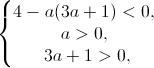 4 − a(3a + 1) < 0,
a > 0,
3a + 1 > 0,